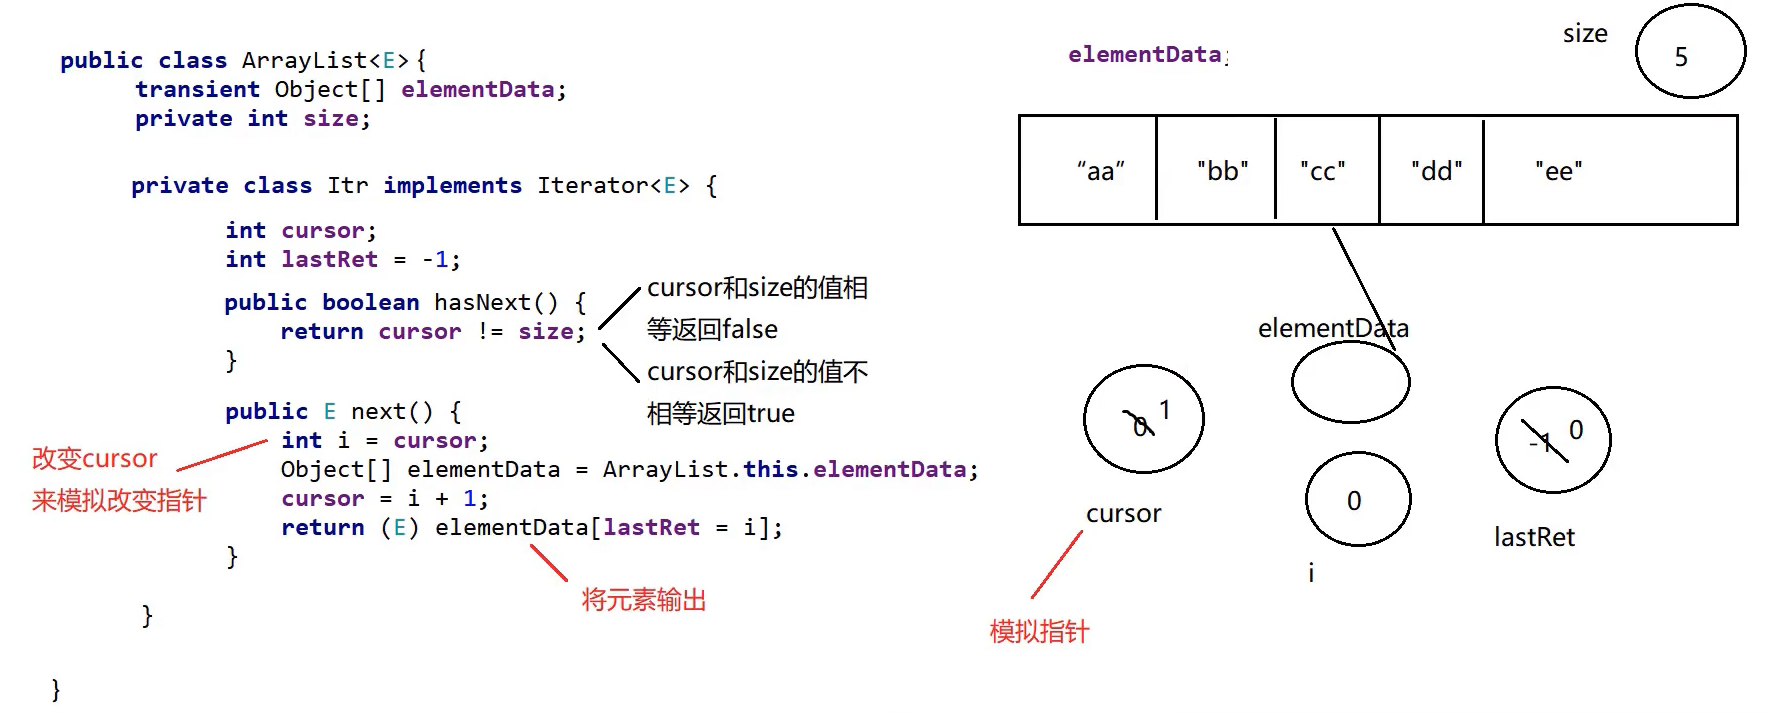 public class ArrayList<E>{
transient Object[] elementData;
private int size;
private class Itr implements Iterator<E> {
int cursor;
int lastRet = -1;
public boolean hasNext() {
return cursor != size;
}
cursor和size的值相
等返回false
cursor和size的值不
相等返回true
public E next() {
int i = cursor;
Object[] elementData = ArrayList.this.elementData;
cursor = i + 1;
return (E) elementData[lastRet = i];
}
}
}
改变cursor
来模拟改变指针
将元素输出
elementData;
size
5
“aa” "bb" "cc" "dd" "ee"
elementData
0 1
cursor
0
i
-1 0
lastRet
模拟指针